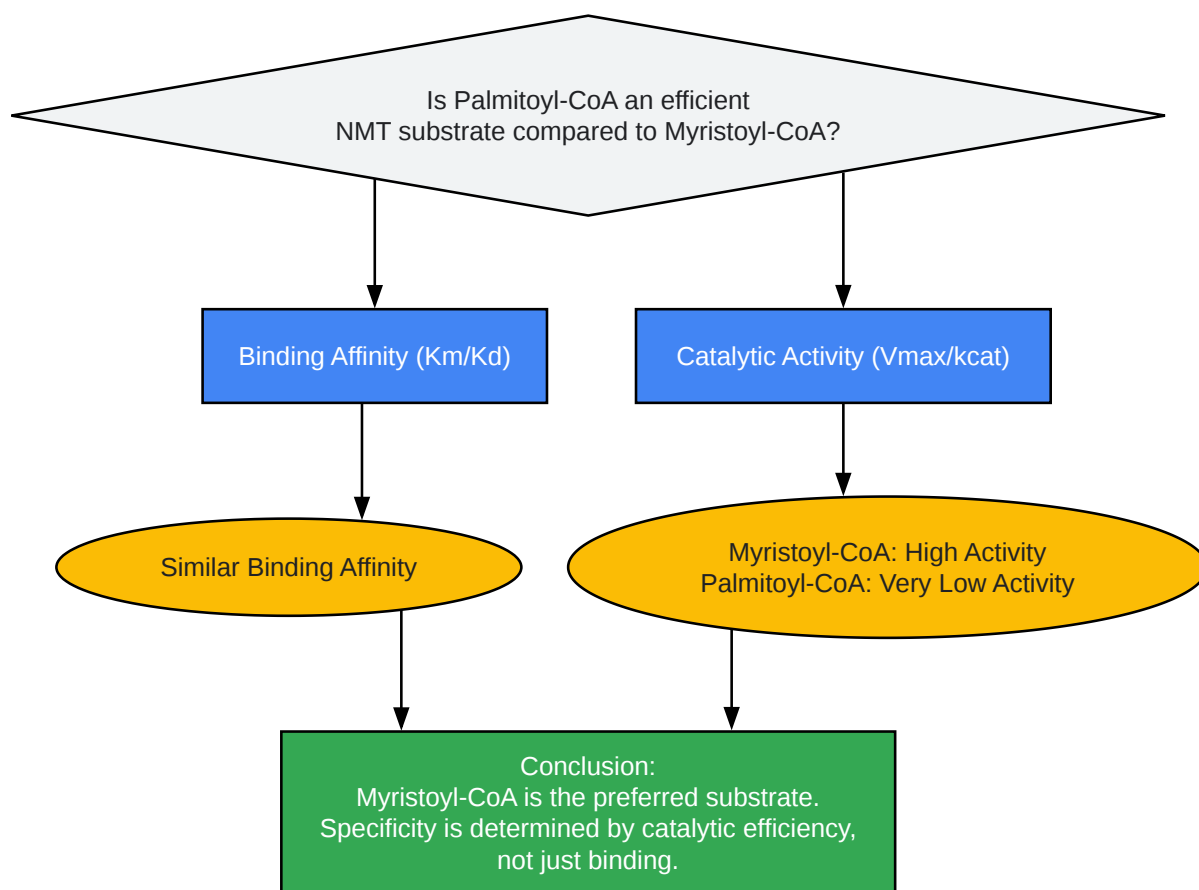 Is Palmitoyl-CoA an efficient
NMT substrate compared to Myristoyl-CoA?
Binding Affinity (Km/Kd)
Catalytic Activity (Vmax/kcat)
Similar Binding Affinity
Myristoyl-CoA: High Activity
Palmitoyl-CoA: Very Low Activity
Conclusion:
Myristoyl-CoA is the preferred substrate.
Specificity is determined by catalytic efficiency,
not just binding.